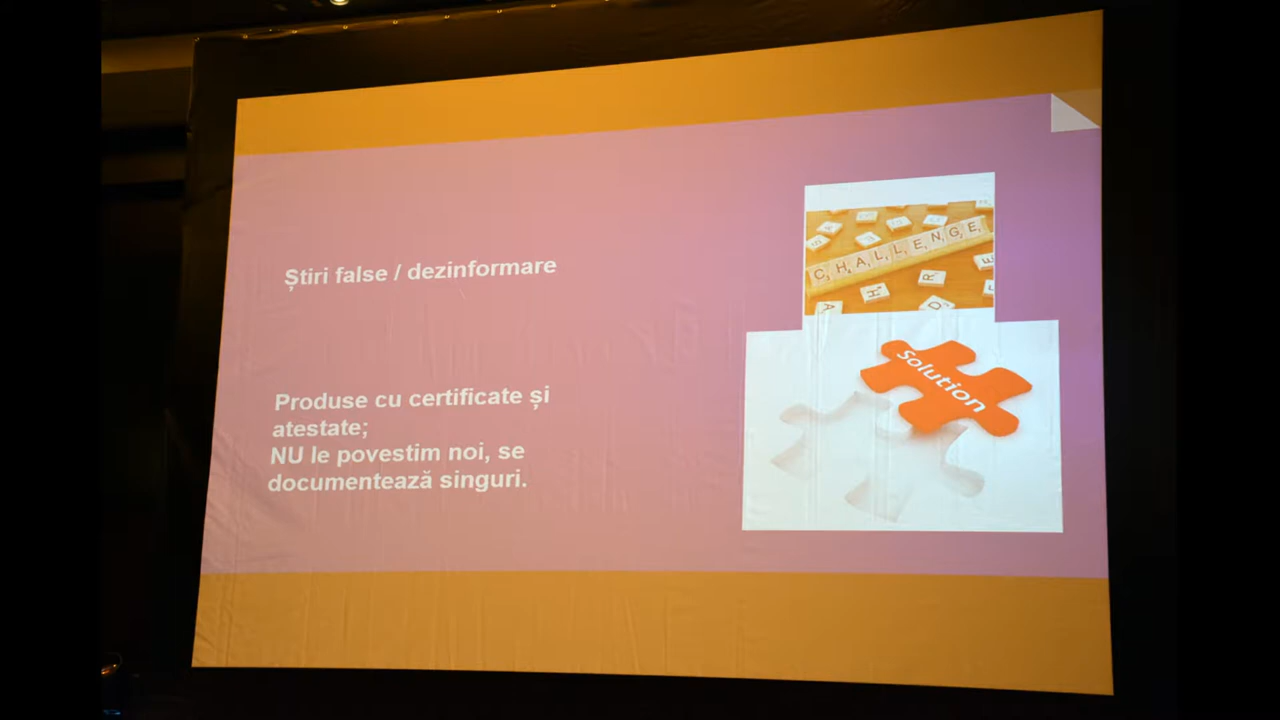 Știri false / dezinformare
CHALLENGE
Solution
Produse cu certificate și
atestate;
NU le povestim noi, se
documentează singuri.